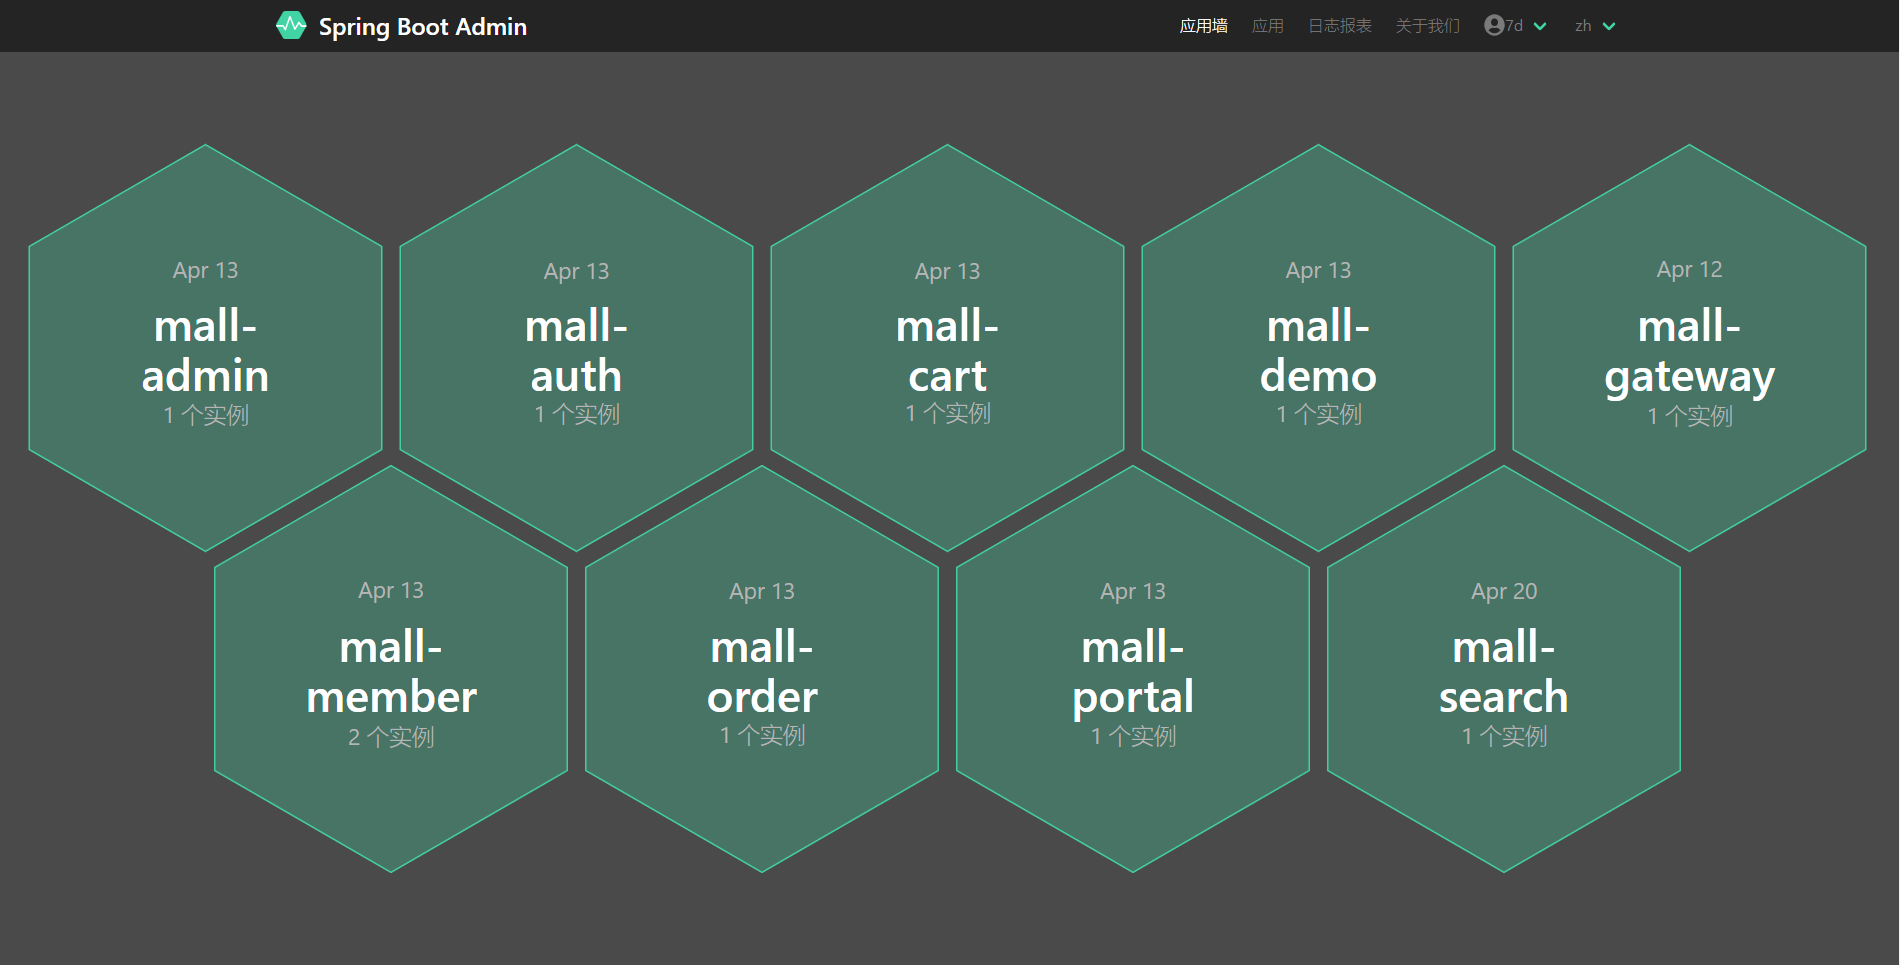 Spring Boot Admin
应用墙
应用
日志报表
关于我们
7d
zh
Apr 13
mall-
admin
1 个实例
Apr 13
mall-
auth
1 个实例
Apr 13
mall-
cart
1 个实例
Apr 13
mall-
demo
1 个实例
Apr 12
mall-
gateway
1 个实例
Apr 13
mall-
member
2 个实例
Apr 13
mall-
order
1 个实例
Apr 13
mall-
portal
1 个实例
Apr 20
mall-
search
1 个实例